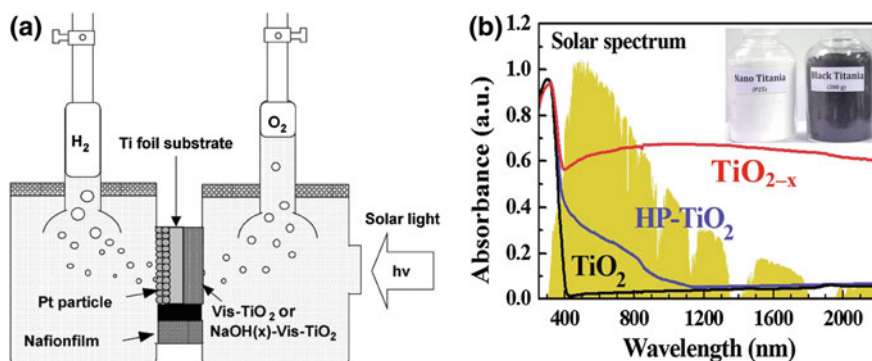 (a)
H2
O2
Ti foil substrate
Solar light
hν
Pt particle
Nafionfilm
Vis-TiO2 or
NaOH(x)-Vis-TiO2
(b)
Solar spectrum
Nano Titania
(P25)
Black Titania
(300 g)
TiO2-x
HP-TiO2
TiO2
Absorbance (a.u.)
1.2
1.0
0.8
0.6
0.4
0.2
0.0
400 800 1200 1600 2000
Wavelength (nm)